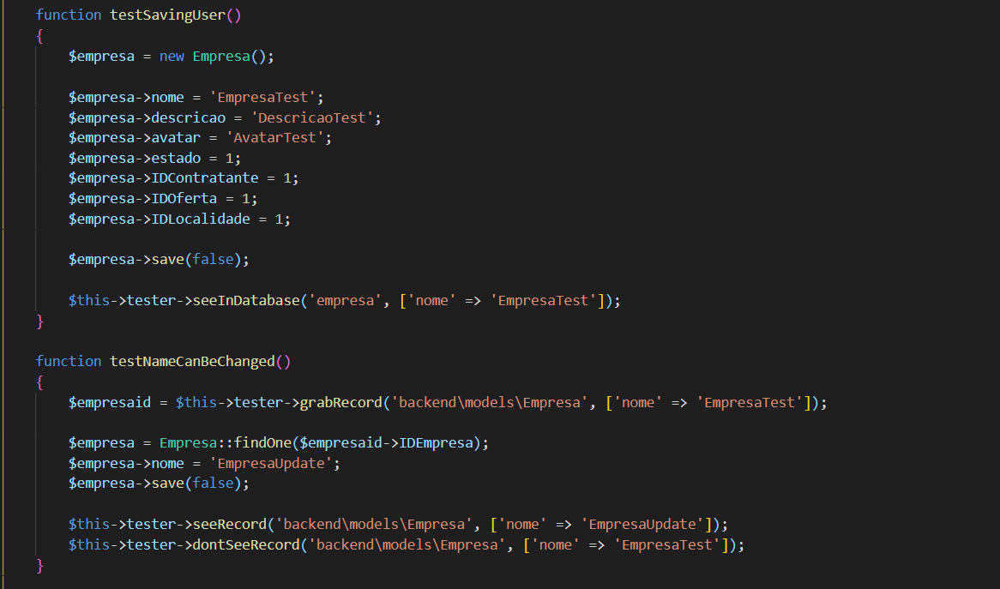 function testSavingUser()
{
    $empresa = new Empresa();

    $empresa->nome = 'EmpresaTest';
    $empresa->descricao = 'DescricaoTest';
    $empresa->avatar = 'AvatarTest';
    $empresa->estado = 1;
    $empresa->IDContratante = 1;
    $empresa->IDOferta = 1;
    $empresa->IDLocalidade = 1;

    $empresa->save(false);

    $this->tester->seeInDatabase('empresa', ['nome' => 'EmpresaTest']);
}

function testNameCanBeChanged()
{
    $empresaid = $this->tester->grabRecord('backend\models\Empresa', ['nome' => 'EmpresaTest']);

    $empresa = Empresa::findOne($empresaid->IDEmpresa);
    $empresa->nome = 'EmpresaUpdate';
    $empresa->save(false);

    $this->tester->seeRecord('backend\models\Empresa', ['nome' => 'EmpresaUpdate']);
    $this->tester->dontSeeRecord('backend\models\Empresa', ['nome' => 'EmpresaTest']);
}